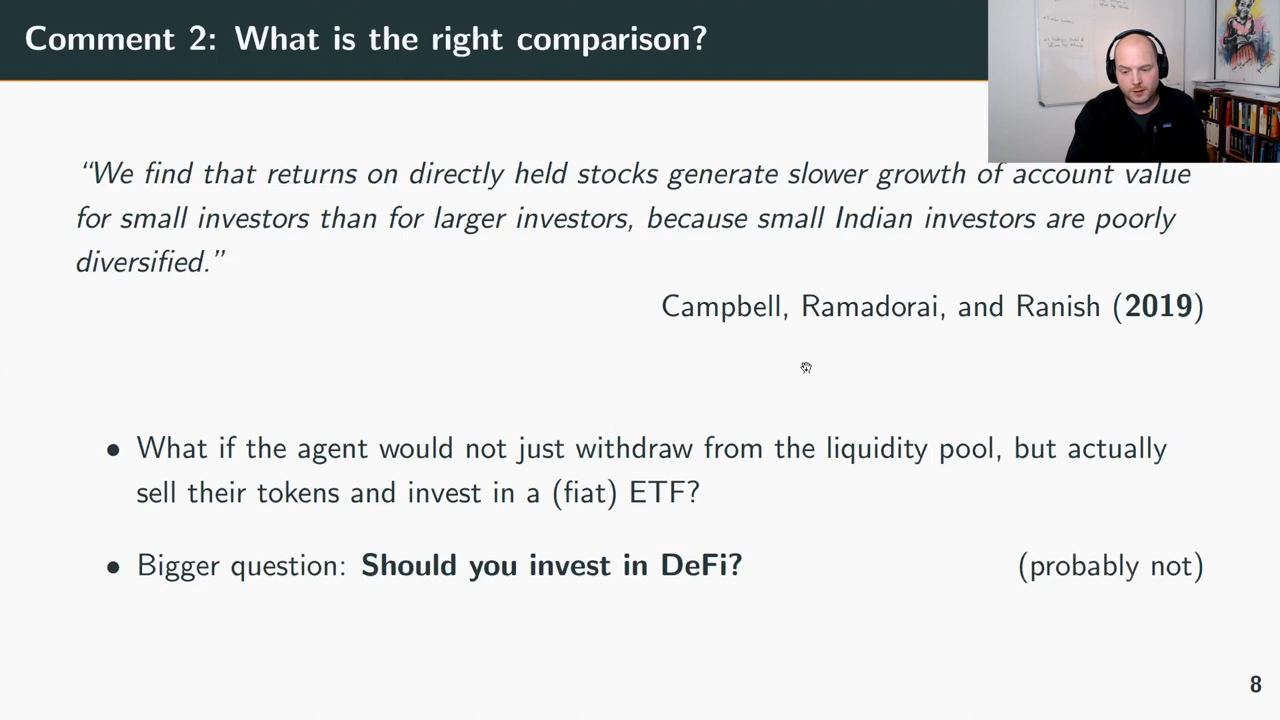 Comment 2: What is the right comparison?
“We find that returns on directly held stocks generate slower growth of account value
for small investors than for larger investors, because small Indian investors are poorly
diversified.”
Campbell, Ramadorai, and Ranish (2019)
• What if the agent would not just withdraw from the liquidity pool, but actually
sell their tokens and invest in a (fiat) ETF?
• Bigger question: Should you invest in DeFi? (probably not)
8